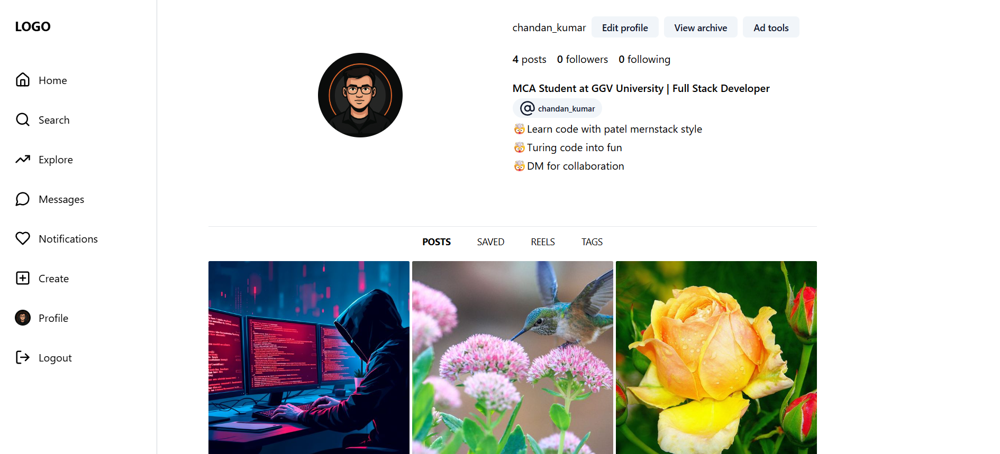 LOGO
Home
Search
Explore
Messages
Notifications
Create
Profile
Logout
chandan_kumar Edit profile View archive Ad tools
4 posts 0 followers 0 following
MCA Student at GGV University | Full Stack Developer
chandan_kumar
🤯Learn code with patel mernstack style
🤯Turing code into fun
🤯DM for collaboration
POSTS SAVED REELS TAGS